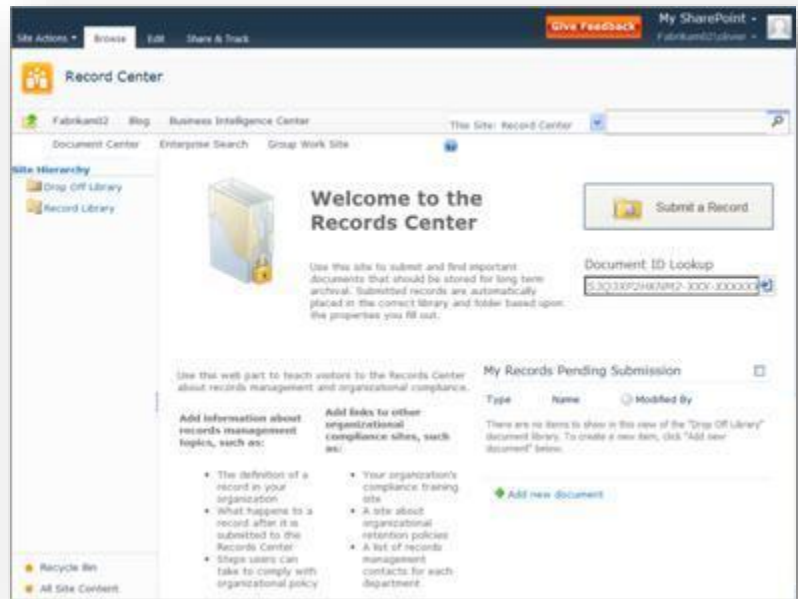 Give Feedback
My SharePoint
Site Actions Browse Edit Share & Track
Record Center
Fabrikam02 Blog Business Intelligence Center
This Site: Record Center
Document Center Enterprise Search Group Work Site
Site Hierarchy
Drop Off Library
Record Library
Welcome to the
Records Center
Use this site to submit and find important
documents that should be stored for long term
archival. Submitted records are automatically
placed in the correct library and folder based upon
the properties you fill out.
Submit a Record
Document ID Lookup
Use this web part to teach visitors to the Records Center
about records management and organizational compliance.
Add information about
records management
topics, such as:
• The definition of a
record in your
organization
• What happens to a
record after it is
submitted to the
Records Center
• Steps users can
take to comply with
organizational policy
Add links to other
organizational
compliance sites, such
as:
• Your organization's
compliance training
site
• A site about
organizational
retention policies
• A list of records
management
contacts for each
department
My Records Pending Submission
Type Name Modified By
There are no items to show in this view of the "Drop Off Library"
document library. To create a new item, click "Add new
document" below.
Add new document
Recycle Bin
All Site Content